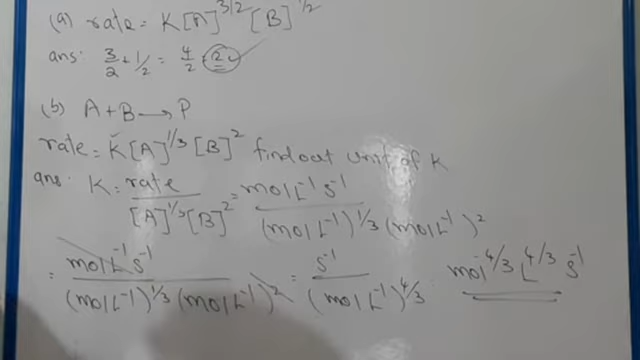 (a) rate = K[A]^3/2 [B]^1/2
ans: 3/2 + 1/2 = 4/2 = 2
(b) A+B → P
rate = K[A]^1/3 [B]^2 findout unit of K
ans: K = rate / [A]^1/3 [B]^2 = mol L^-1 s^-1 / (mol L^-1)^1/3 (mol L^-1)^2
= mol L^-1 s^-1 / (mol L^-1)^1/3 (mol L^-1)^2 = s^-1 / (mol L^-1)^4/3 mol^-4/3 L^4/3 s^-1